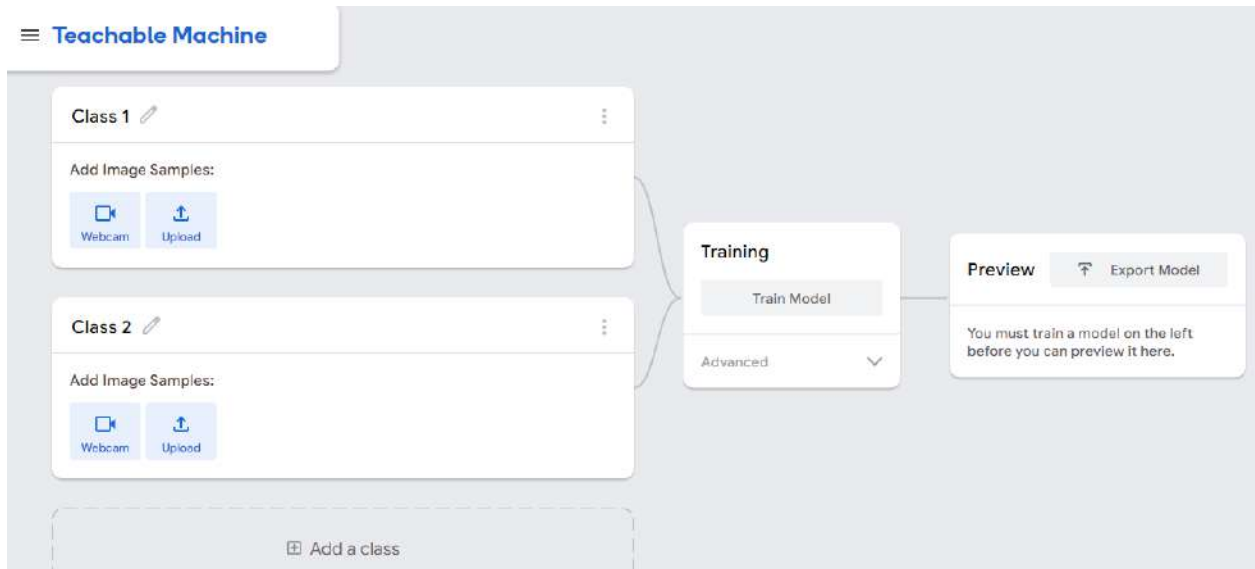 Teachable Machine
Class 1
Add Image Samples:
Webcam
Upload
Class 2
Add Image Samples:
Webcam
Upload
Add a class
Training
Train Model
Advanced
Preview
Export Model
You must train a model on the left
before you can preview it here.